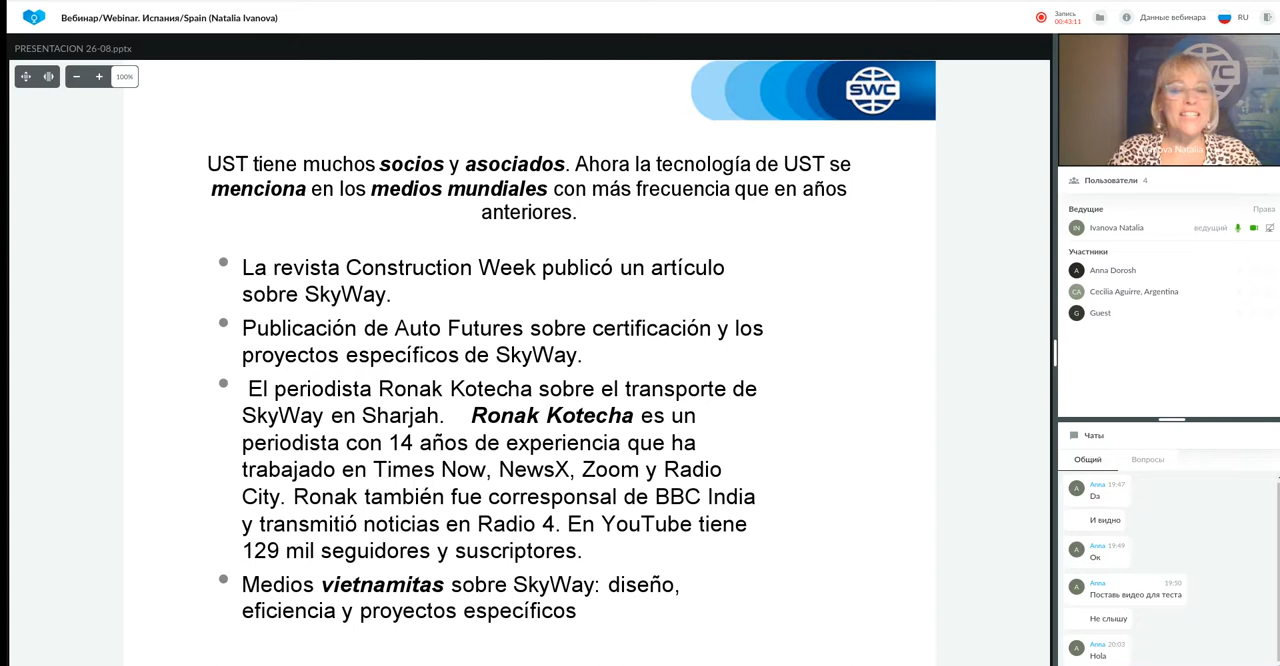 Вебинар/Webinar. Испания/Spain (Natalia Ivanova)
Запись
00:43:11
Данные вебинара
RU
PRESENTACION 26-08.pptx
100%
SWC
UST tiene muchos socios y asociados. Ahora la tecnología de UST se
menciona en los medios mundiales con más frecuencia que en años
anteriores.
La revista Construction Week publicó un artículo
sobre SkyWay.
Publicación de Auto Futures sobre certificación y los
proyectos específicos de SkyWay.
El periodista Ronak Kotecha sobre el transporte de
SkyWay en Sharjah. Ronak Kotecha es un
periodista con 14 años de experiencia que ha
trabajado en Times Now, NewsX, Zoom y Radio
City. Ronak también fue corresponsal de BBC India
y transmitió noticias en Radio 4. En YouTube tiene
129 mil seguidores y suscriptores.
Medios vietnamitas sobre SkyWay: diseño,
eficiencia y proyectos específicos
Ivanova Natalia
Пользователи 4
Ведущие
Права
IN Ivanova Natalia ведущий
Участники
A Anna Dorosh
CA Cecilia Aguirre, Argentina
G Guest
Чаты
Общий Вопросы
A Anna 19:47
Da
И видно
A Anna 19:49
Ок
A Anna 19:50
Поставь видео для теста
Не слышу
A Anna 20:03
Hola